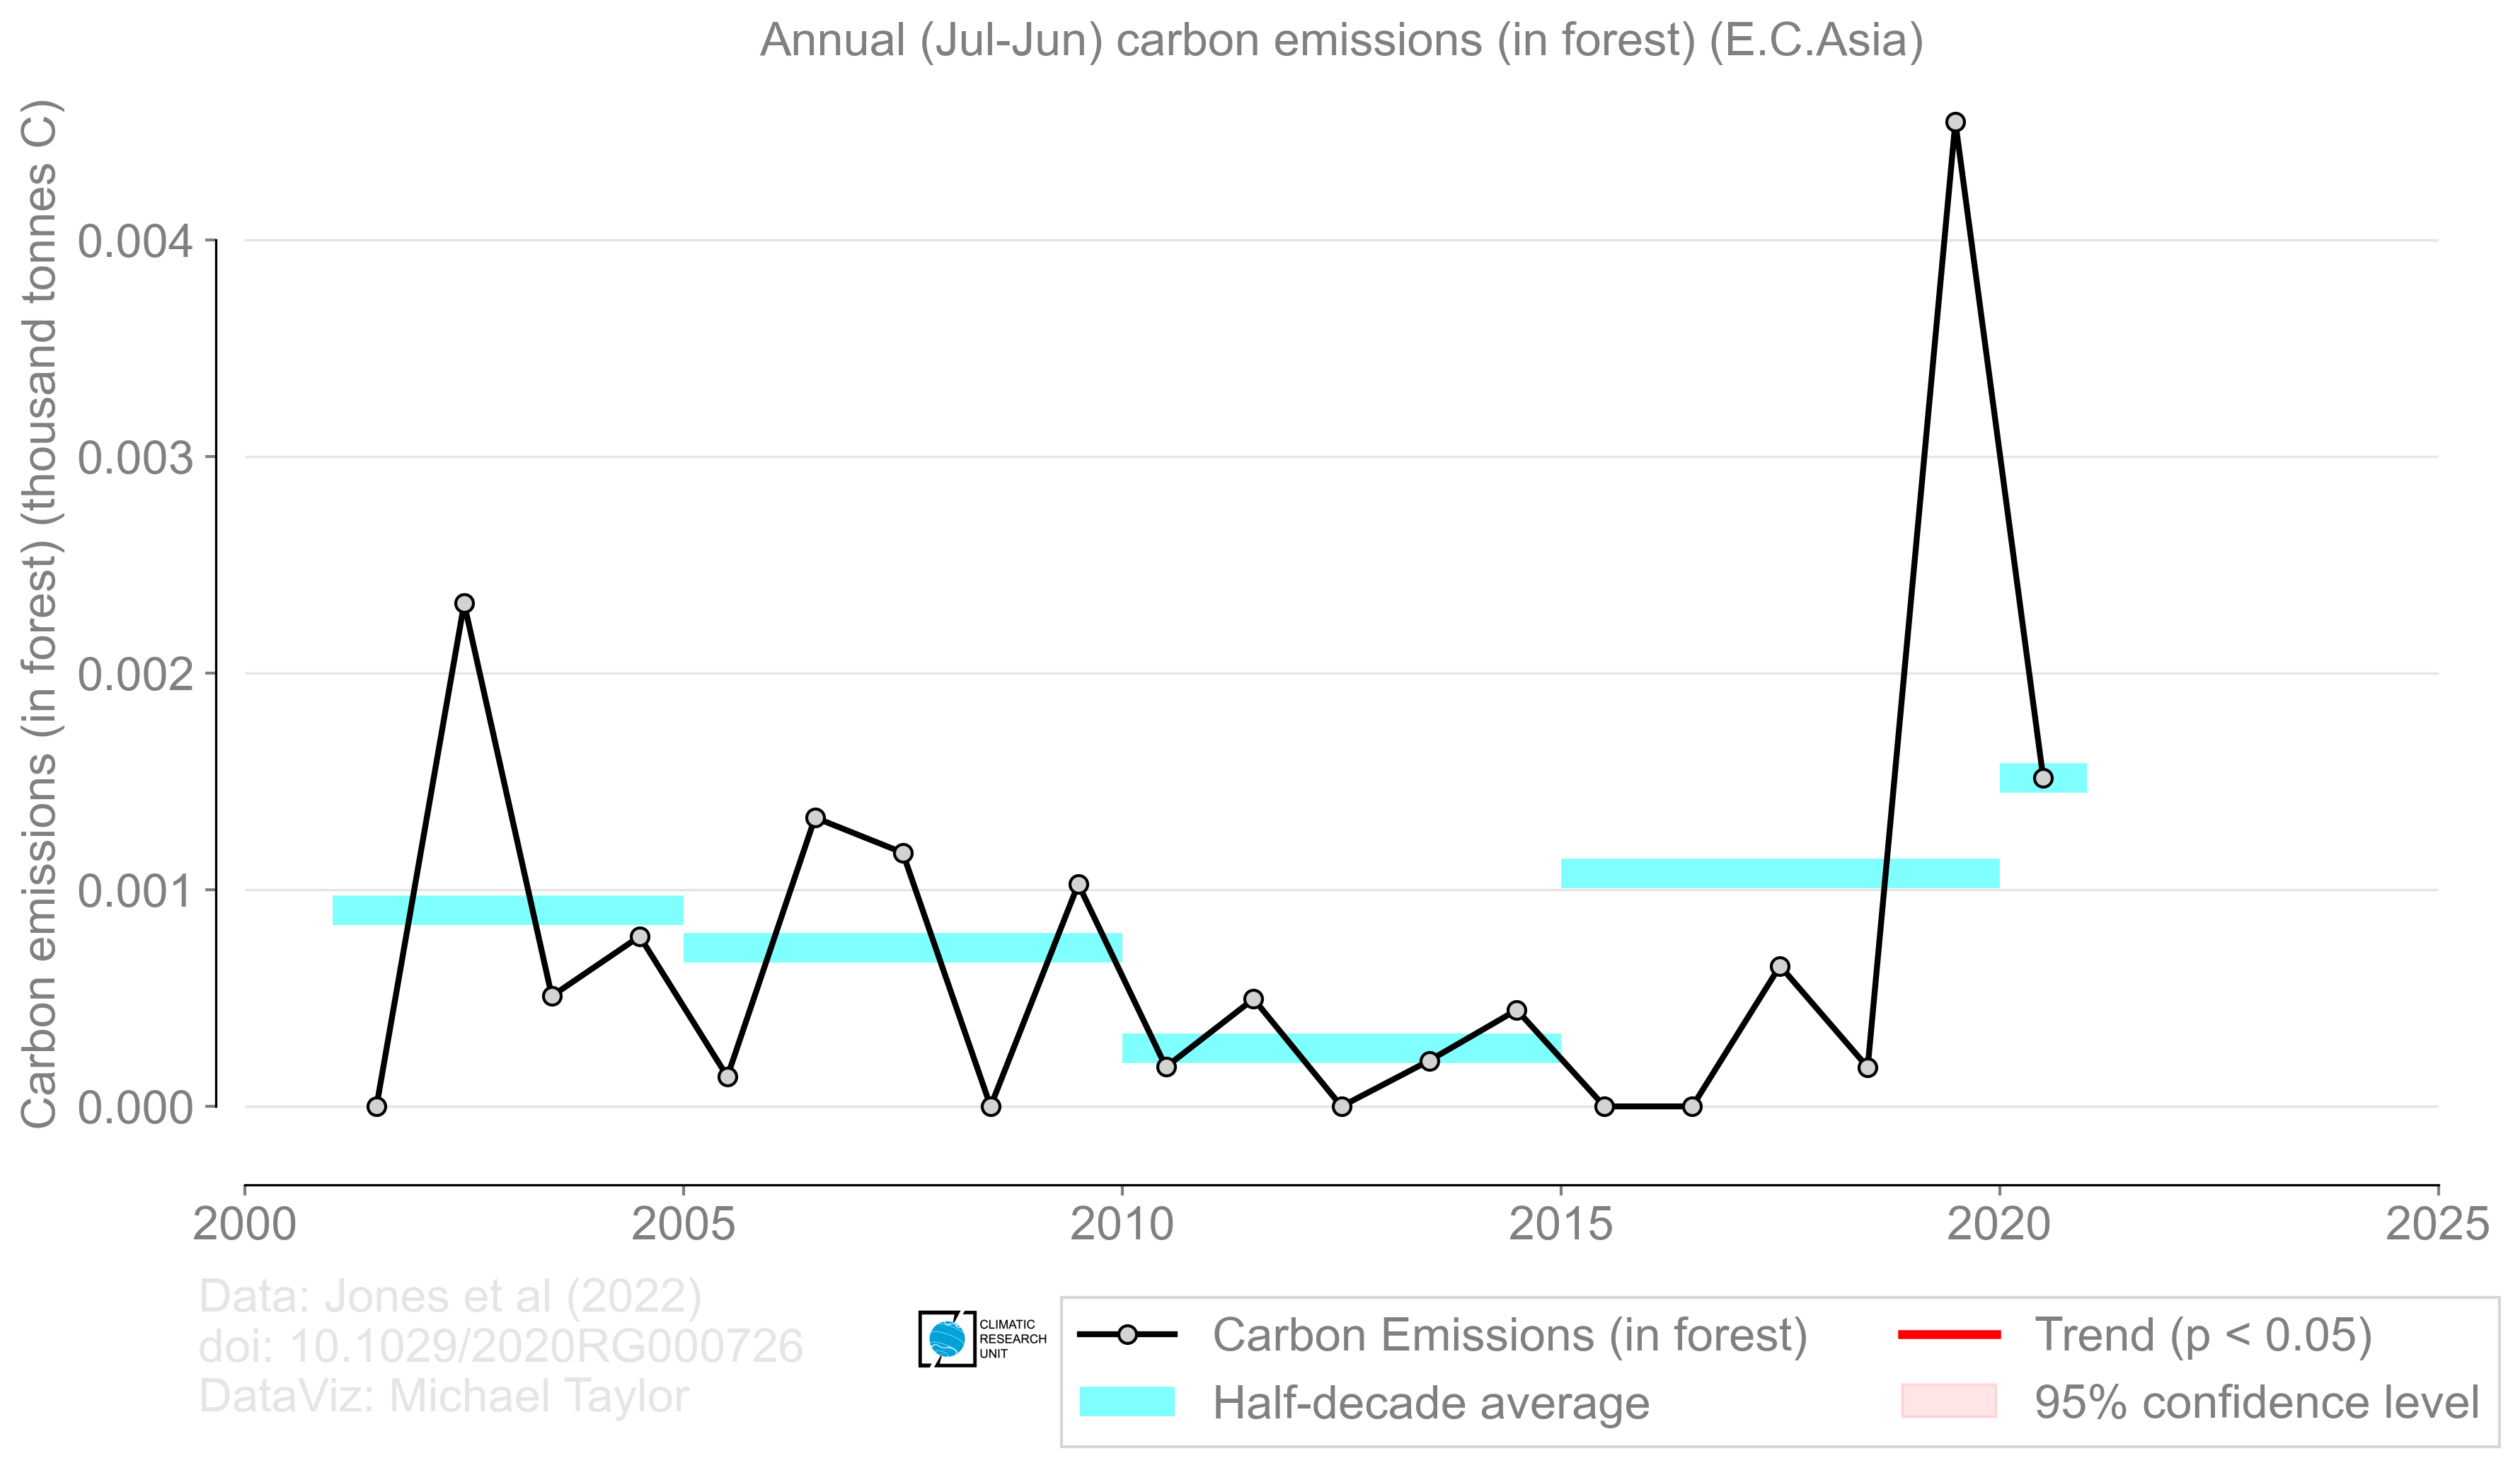 Annual (Jul-Jun) carbon emissions (in forest) (E.C.Asia)
Carbon emissions (in forest) (thousand tonnes C)
0.004
0.003
0.002
0.001
0.000
2000 2005 2010 2015 2020 2025
Data: Jones et al (2022)
doi: 10.1029/2020RG000726
DataViz: Michael Taylor
CLIMATIC
RESEARCH
UNIT
Carbon Emissions (in forest)
Half-decade average
Trend (p < 0.05)
95% confidence level